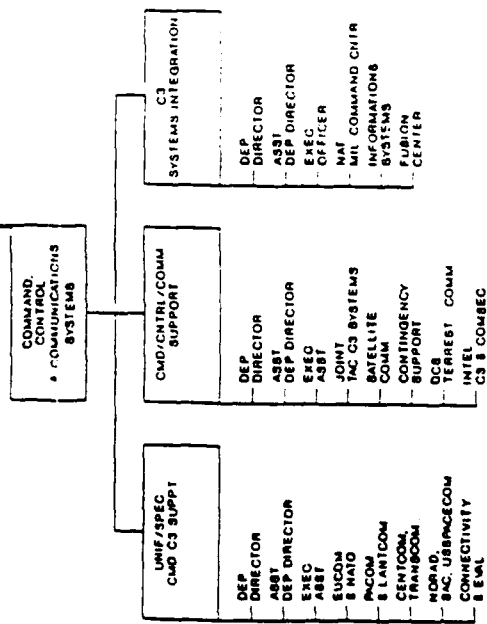 COMMAND,
CONTROL
& COMMUNICATIONS
SYSTEMS
UNIF/SPEC
CMD C3 SUPPT
DEP
DIRECTOR
ASST
DEP DIRECTOR
EXEC
ASST
EUCOM
& NATO
PACOM
& LANTCOM
CENTCOM,
TRANSCOM
NORAD,
SAC, USSPACECOM
CONNECTIVITY
& EVAL
CMD/CNTRL/COMM
SUPPORT
DEP
DIRECTOR
ASST
DEP DIRECTOR
EXEC
ASST
JOINT
TAC C3 SYSTEMS
SATELLITE
COMM
CONTINGENCY
SUPPORT
DCS
TERREST COMM
INTEL
C3 & COMSEC
C3
SYSTEMS INTEGRATION
DEP
DIRECTOR
ASST
DEP DIRECTOR
EXEC
OFFICER
NAT
MIL COMMAND CNTR
INFORMATIONS
SYSTEMS
FUSION
CENTER